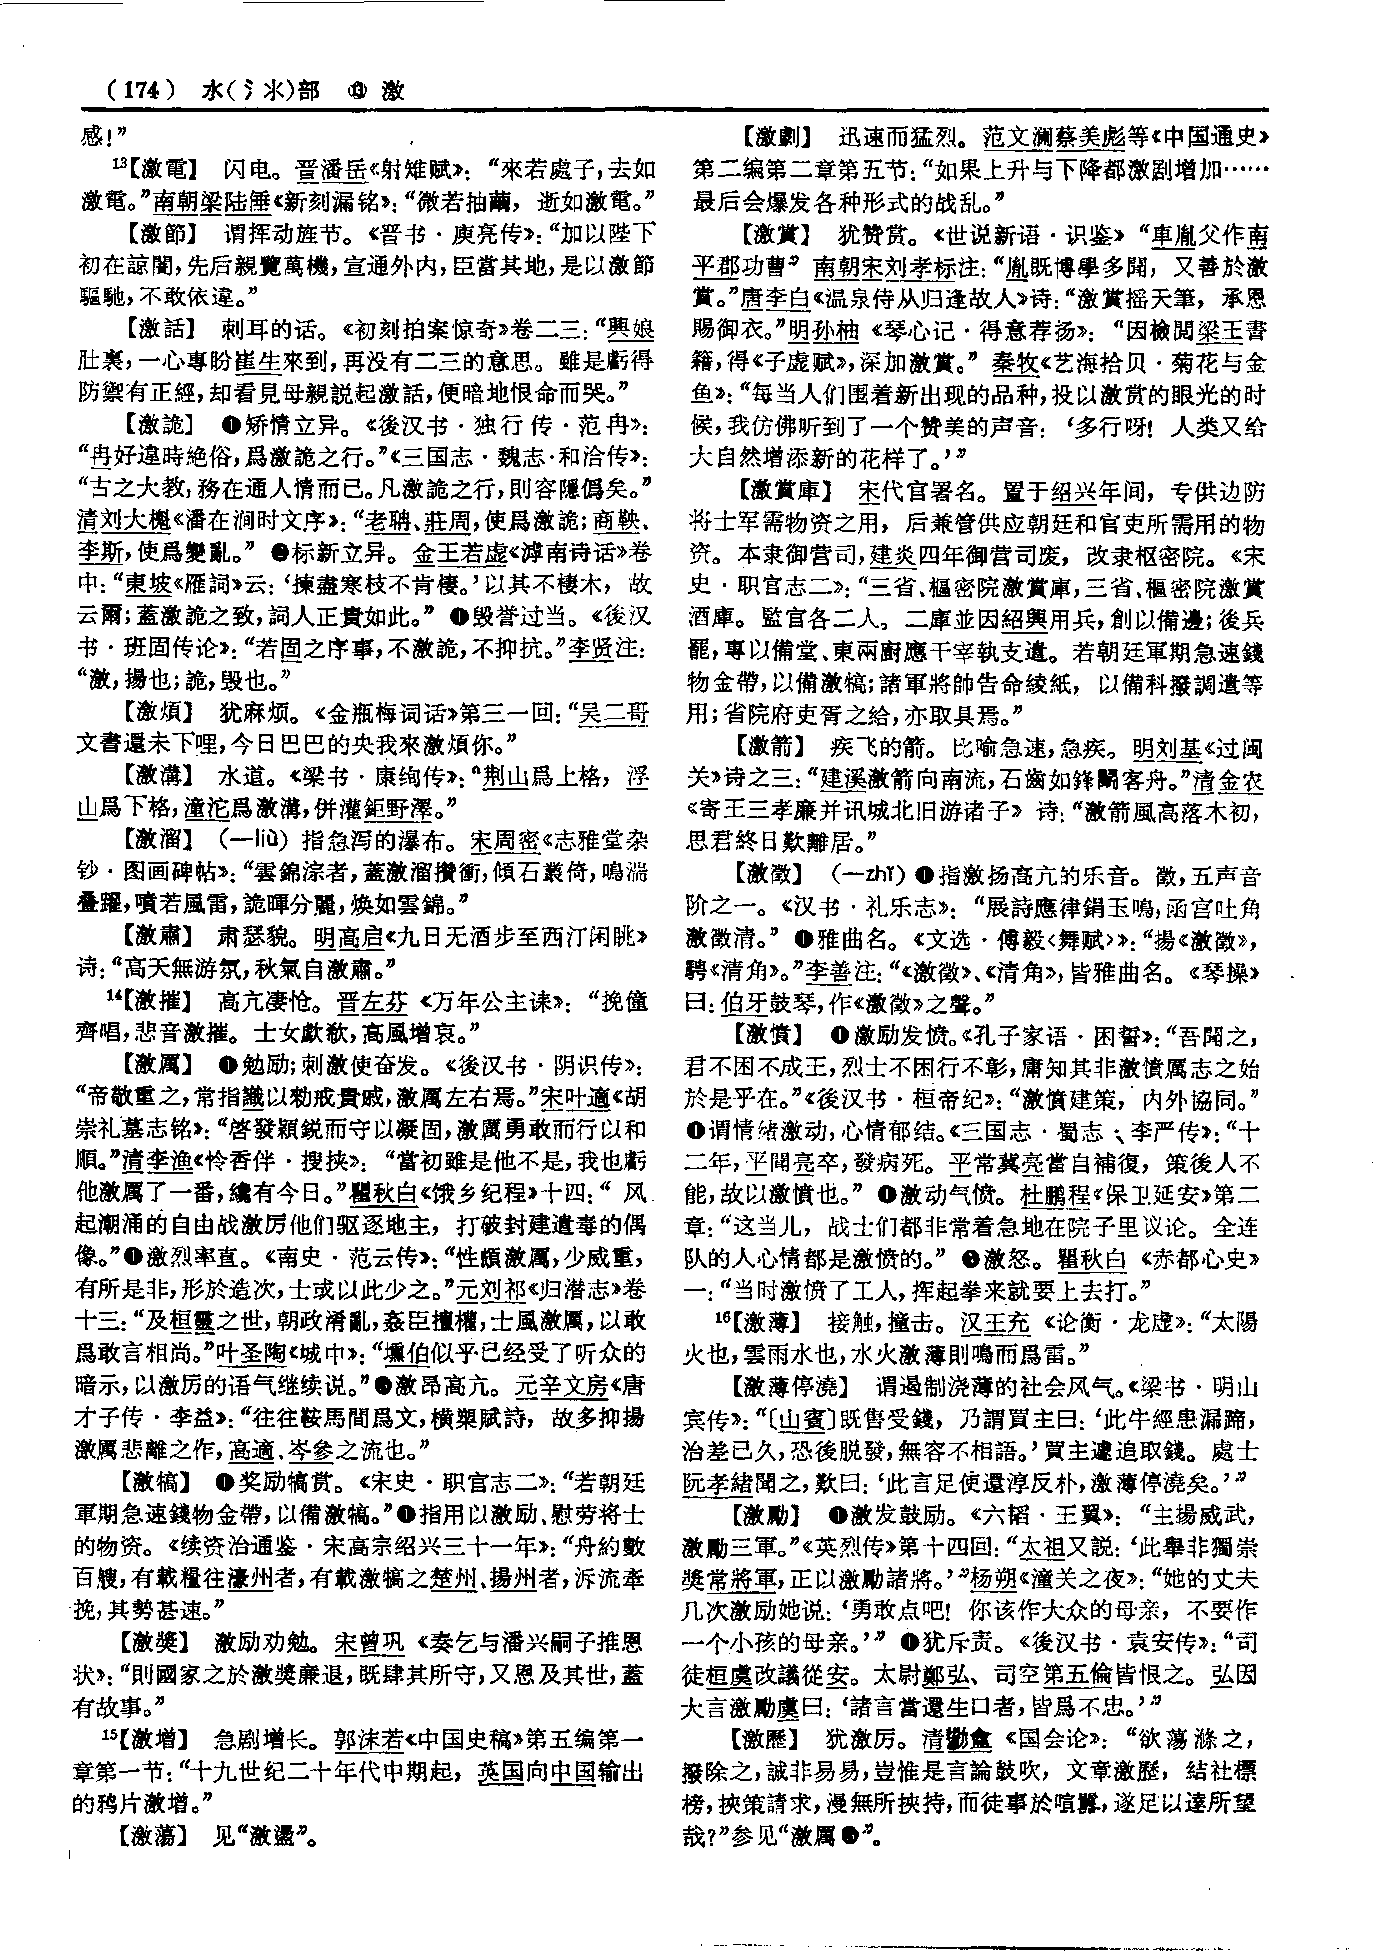 （174） 水(氵氺)部 ⑬ 激
感！”
13【激電】 闪电。晋潘岳《射雉赋》：“來若處子，去如
激電。”南朝梁陆倕《新刻漏铭》：“微若抽繭，逝如激電。”
【激節】 谓挥动旌节。《晋书·庾亮传》：“加以陛下
初在諒闇，先后親覽萬機，宣通外内，臣當其地，是以激節
驅馳，不敢依違。”
【激話】 刺耳的话。《初刻拍案惊奇》卷二三：“興娘
肚裏，一心專盼崔生來到，再没有二三的意思。雖是虧得
防禦有正經，却看見母親説起激話，便暗地恨命而哭。”
【激詭】 ❶矫情立异。《後汉书·独行传·范冉》：
“冉好違時絶俗，爲激詭之行。”《三国志·魏志·和洽传》：
“古之大教，務在通人情而已。凡激詭之行，則容隱僞矣。”
清刘大櫆《潘在涧时文序》：“老聃、莊周，使爲激詭；商鞅、
李斯，使爲變亂。” ❷标新立异。金王若虚《滹南诗话》卷
中：“東坡《雁詞》云：‘揀盡寒枝不肯棲。’以其不棲木，故
云爾；蓋激詭之致，詞人正貴如此。” ❸毁誉过当。《後汉
书·班固传论》：“若固之序事，不激詭，不抑抗。”李贤注：
“激，揚也；詭，毁也。”
【激煩】 犹麻烦。《金瓶梅词话》第三一回：“吴二哥
文書還未下哩，今日巴巴的央我來激煩你。”
【激溝】 水道。《梁书·康绚传》：“荆山爲上格，浮
山爲下格，潼沱爲激溝，併灌鉅野澤。”
【激溜】 （—liù）指急泻的瀑布。宋周密《志雅堂杂
钞·图画碑帖》：“雲錦淙者，蓋激溜攢衝，傾石叢倚，鳴湍
叠躍，噴若風雷，詭暉分麗，焕如雲錦。”
【激肅】 肃瑟貌。明高启《九日无酒步至西汀闲眺》
诗：“高天無游氛，秋氣自激肅。”
14【激摧】 高亢凄怆。晋左芬《万年公主诔》：“挽僮
齊唱，悲音激摧。士女歔欷，高風增哀。”
【激厲】 ❶勉励；刺激使奋发。《後汉书·阴识传》：
“帝敬重之，常指識以勑戒貴戚，激厲左右焉。”宋叶適《胡
崇礼墓志铭》：“啓發穎鋭而守以凝固，激厲勇敢而行以和
順。”清李渔《怜香伴·搜挟》：“當初雖是他不是，我也虧
他激厲了一番，纔有今日。”瞿秋白《饿乡纪程》十四：“风
起潮涌的自由战激厉他们驱逐地主，打破封建遗毒的偶
像。”❷激烈率直。《南史·范云传》：“性頗激厲，少威重，
有所是非，形於造次，士或以此少之。”元刘祁《归潜志》卷
十三：“及桓靈之世，朝政淆亂，姦臣擅權，士風激厲，以敢
爲敢言相尚。”叶圣陶《城中》：“壎伯似乎已经受了听众的
暗示，以激厉的语气继续说。”❸激昂高亢。元辛文房《唐
才子传·李益》：“往往鞍馬間爲文，横槊賦詩，故多抑揚
激厲悲離之作，高適、岑參之流也。”
【激犒】 ❶奖励犒赏。《宋史·职官志二》：“若朝廷
軍期急速錢物金帶，以備激犒。”❷指用以激励、慰劳将士
的物资。《续资治通鉴·宋高宗绍兴三十一年》：“舟約數
百艘，有載糧往濠州者，有載激犒之楚州、揚州者，泝流牽
挽，其勢甚速。”
【激獎】 激励劝勉。宋曾巩《奏乞与潘兴嗣子推恩
状》：“則國家之於激獎廉退，既肆其所守，又恩及其世，蓋
有故事。”
15【激增】 急剧增长。郭沫若《中国史稿》第五编第一
章第一节：“十九世纪二十年代中期起，英国向中国输出
的鸦片激增。”
【激蕩】 见“激盪”。
【激劇】 迅速而猛烈。范文澜蔡美彪等《中国通史》
第二编第二章第五节：“如果上升与下降都激剧增加……
最后会爆发各种形式的战乱。”
【激賞】 犹赞赏。《世说新语·识鉴》“車胤父作南
平郡功曹” 南朝宋刘孝标注：“胤既博學多聞，又善於激
賞。”唐李白《温泉侍从归逢故人》诗：“激賞摇天筆，承恩
賜御衣。”明孙柚《琴心记·得意荐扬》：“因檢閲梁王書
籍，得《子虚赋》，深加激賞。” 秦牧《艺海拾贝·菊花与金
鱼》：“每当人们围着新出现的品种，投以激赏的眼光的时
候，我仿佛听到了一个赞美的声音：‘多行呀！人类又给
大自然增添新的花样了。’”
【激賞庫】 宋代官署名。置于绍兴年间，专供边防
将士军需物资之用，后兼管供应朝廷和官吏所需用的物
资。本隶御营司，建炎四年御营司废，改隶枢密院。《宋
史·职官志二》：“三省、樞密院激賞庫，三省、樞密院激賞
酒庫。監官各二人。二庫並因紹興用兵，創以備邊；後兵
罷，專以備堂、東兩廚應干宰執支遣。若朝廷軍期急速錢
物金帶，以備激犒；諸軍將帥告命綾紙，以備科撥調遣等
用；省院府吏胥之給，亦取具焉。”
【激箭】 疾飞的箭。比喻急速，急疾。明刘基《过闽
关》诗之三：“建溪激箭向南流，石齒如鋒鬭客舟。”清金农
《寄王三孝廉并讯城北旧游诸子》诗：“激箭風高落木初，
思君終日歎離居。”
【激徵】 （—zhǐ）❶指激扬高亢的乐音。徵，五声音
阶之一。《汉书·礼乐志》：“展詩應律鋗玉鳴，函宫吐角
激徵清。” ❷雅曲名。《文选·傅毅〈舞赋〉》：“揚《激徵》，
騁《清角》。”李善注：“《激徵》、《清角》，皆雅曲名。《琴操》
曰：伯牙鼓琴，作《激徵》之聲。”
【激憤】 ❶激励发愤。《孔子家语·困誓》：“吾聞之，
君不困不成王，烈士不困行不彰，庸知其非激憤厲志之始
於是乎在。”《後汉书·桓帝纪》：“激憤建策，内外協同。”
❷谓情绪激动，心情郁结。《三国志·蜀志·李严传》：“十
二年，平聞亮卒，發病死。平常冀亮當自補復，策後人不
能，故以激憤也。” ❸激动气愤。杜鹏程《保卫延安》第二
章：“这当儿，战士们都非常着急地在院子里议论。全连
队的人心情都是激愤的。” ❹激怒。瞿秋白《赤都心史》
一：“当时激愤了工人，挥起拳来就要上去打。”
16【激薄】 接触，撞击。汉王充《论衡·龙虚》：“太陽
火也，雲雨水也，水火激薄則鳴而爲雷。”
【激薄停澆】 谓遏制浇薄的社会风气。《梁书·明山
宾传》：“〔山賓〕既售受錢，乃謂買主曰：‘此牛經患漏蹄，
治差已久，恐後脱發，無容不相語。’買主遽追取錢。處士
阮孝緒聞之，歎曰：‘此言足使還淳反朴，激薄停澆矣。’”
【激勵】 ❶激发鼓励。《六韬·王翼》：“主揚威武，
激勵三軍。”《英烈传》第十四回：“太祖又説：‘此舉非獨崇
獎常將軍，正以激勵諸將。’”杨朔《潼关之夜》：“她的丈夫
几次激励她说：‘勇敢点吧！你该作大众的母亲，不要作
一个小孩的母亲。’” ❷犹斥责。《後汉书·袁安传》：“司
徒桓虞改議從安。太尉鄭弘、司空第五倫皆恨之。弘因
大言激勵虞曰：‘諸言當還生口者，皆爲不忠。’”
【激歷】 犹激厉。清勷龕《国会论》：“欲蕩滌之，
撥除之，誠非易易，豈惟是言論鼓吹，文章激歷，結社標
榜，挾策請求，漫無所挾持，而徒事於喧囂，遂足以達所望
哉？”参见“激厲❸”。